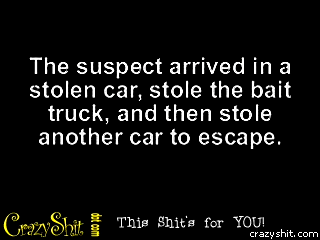 The suspect arrived in a
stolen car, stole the bait
truck, and then stole
another car to escape.
CrazyShit dot com This Shit's for YOU!
crazyshit.com